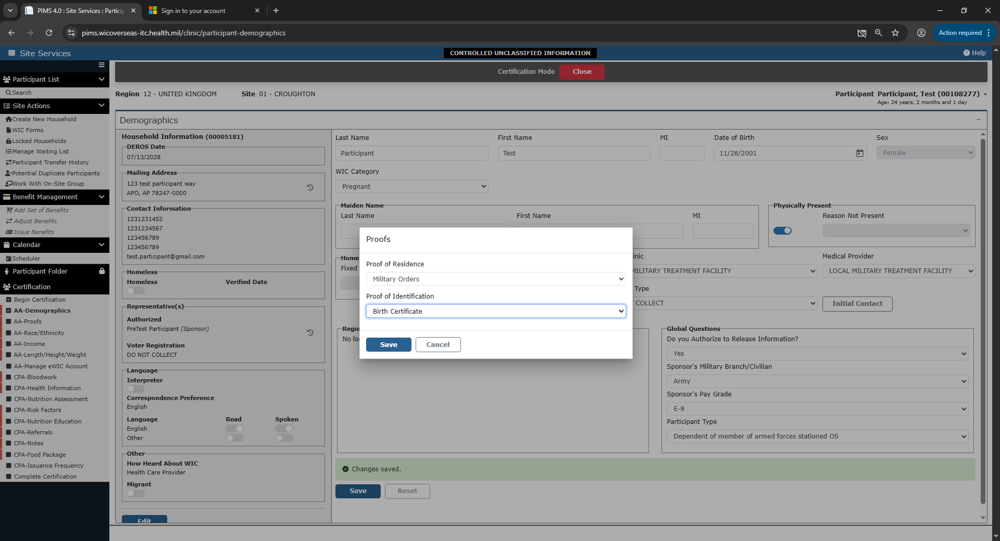 PIMS 4.0 : Site Services : Partici
Sign in to your account
pims.wicoverseas-itc.health.mil/clinic/participant-demographics
Action required
Site Services
CONTROLLED UNCLASSIFIED INFORMATION
Help
Participant List
Search
Site Actions
Create New Household
WIC Forms
Locked Households
Manage Waiting List
Participant Transfer History
Potential Duplicate Participants
Work With On-Site Group
Benefit Management
Add Set of Benefits
Adjust Benefits
Issue Benefits
Calendar
Scheduler
Participant Folder
Certification
Begin Certification
AA-Demographics
AA-Proofs
AA-Race/Ethnicity
AA-Income
AA-Length/Height/Weight
AA-Manage eWIC Account
CPA-Bloodwork
CPA-Health Information
CPA-Nutrition Assessment
CPA-Risk Factors
CPA-Nutrition Education
CPA-Referrals
CPA-Notes
CPA-Food Package
CPA-Issuance Frequency
Complete Certification
Certification Mode Close
Region 12 - UNITED KINGDOM Site 01 - CROUGHTON
Participant Participant, Test (00108277)
Age: 24 years, 2 months and 1 day
Demographics
Household Information (00005181)
DEROS Date
07/13/2028
Mailing Address
123 test participant way
APO, AP 78247-0000
Contact Information
1231231452
1231234567
123456789
123456789
test.participant@gmail.com
Homeless
Homeless Verified Date
Representative(s)
Authorized
PreTest Participant (Sponsor)
Voter Registration
DO NOT COLLECT
Language
Interpreter
Correspondence Preference
English
Language Read Spoken
English
Other
Other
How Heard About WIC
Health Care Provider
Migrant
Edit
Last Name First Name MI Date of Birth Sex
Participant Test 11/28/2001 Female
WIC Category
Pregnant
Maiden Name
Last Name First Name MI
Physically Present
Reason Not Present
Home
Fixed
inic
MILITARY TREATMENT FACILITY
Medical Provider
LOCAL MILITARY TREATMENT FACILITY
Type
COLLECT
Initial Contact
Proofs
Proof of Residence
Military Orders
Proof of Identification
Birth Certificate
Save Cancel
Regio
No lo
Global Questions
Do you Authorize to Release Information?
Yes
Sponsor's Military Branch/Civilian
Army
Sponsor's Pay Grade
E-8
Participant Type
Dependent of member of armed forces stationed OS
Changes saved.
Save Reset